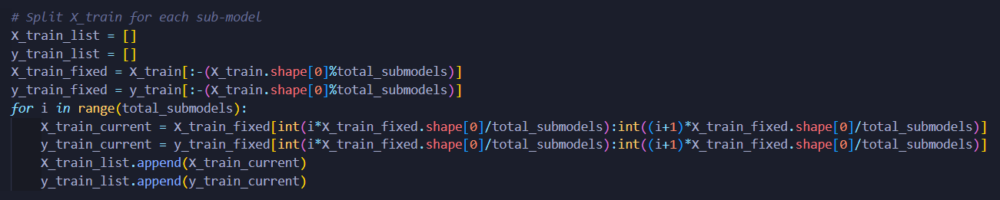 # Split X_train for each sub-model
X_train_list = []
y_train_list = []
X_train_fixed = X_train[:-(X_train.shape[0]%total_submodels)]
y_train_fixed = y_train[:-(X_train.shape[0]%total_submodels)]
for i in range(total_submodels):
    X_train_current = X_train_fixed[int(i*X_train_fixed.shape[0]/total_submodels):int((i+1)*X_train_fixed.shape[0]/total_submodels)]
    y_train_current = y_train_fixed[int(i*X_train_fixed.shape[0]/total_submodels):int((i+1)*X_train_fixed.shape[0]/total_submodels)]
    X_train_list.append(X_train_current)
    y_train_list.append(y_train_current)